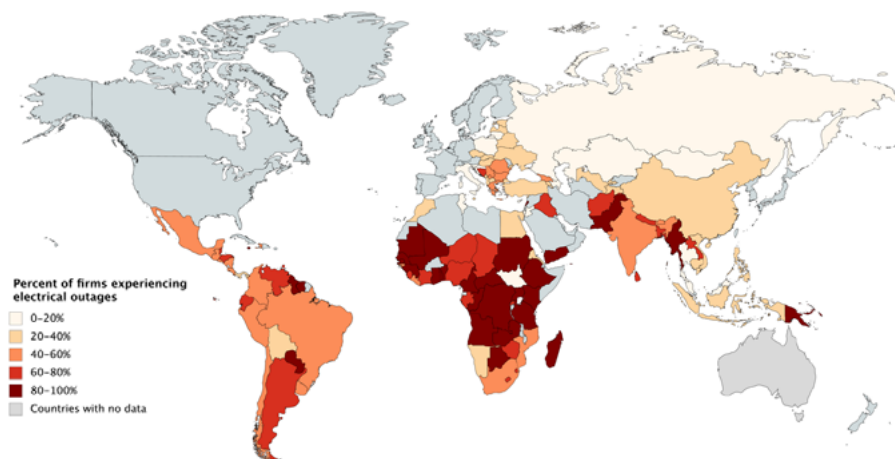 Percent of firms experiencing
electrical outages
0–20%
20–40%
40–60%
60–80%
80–100%
Countries with no data